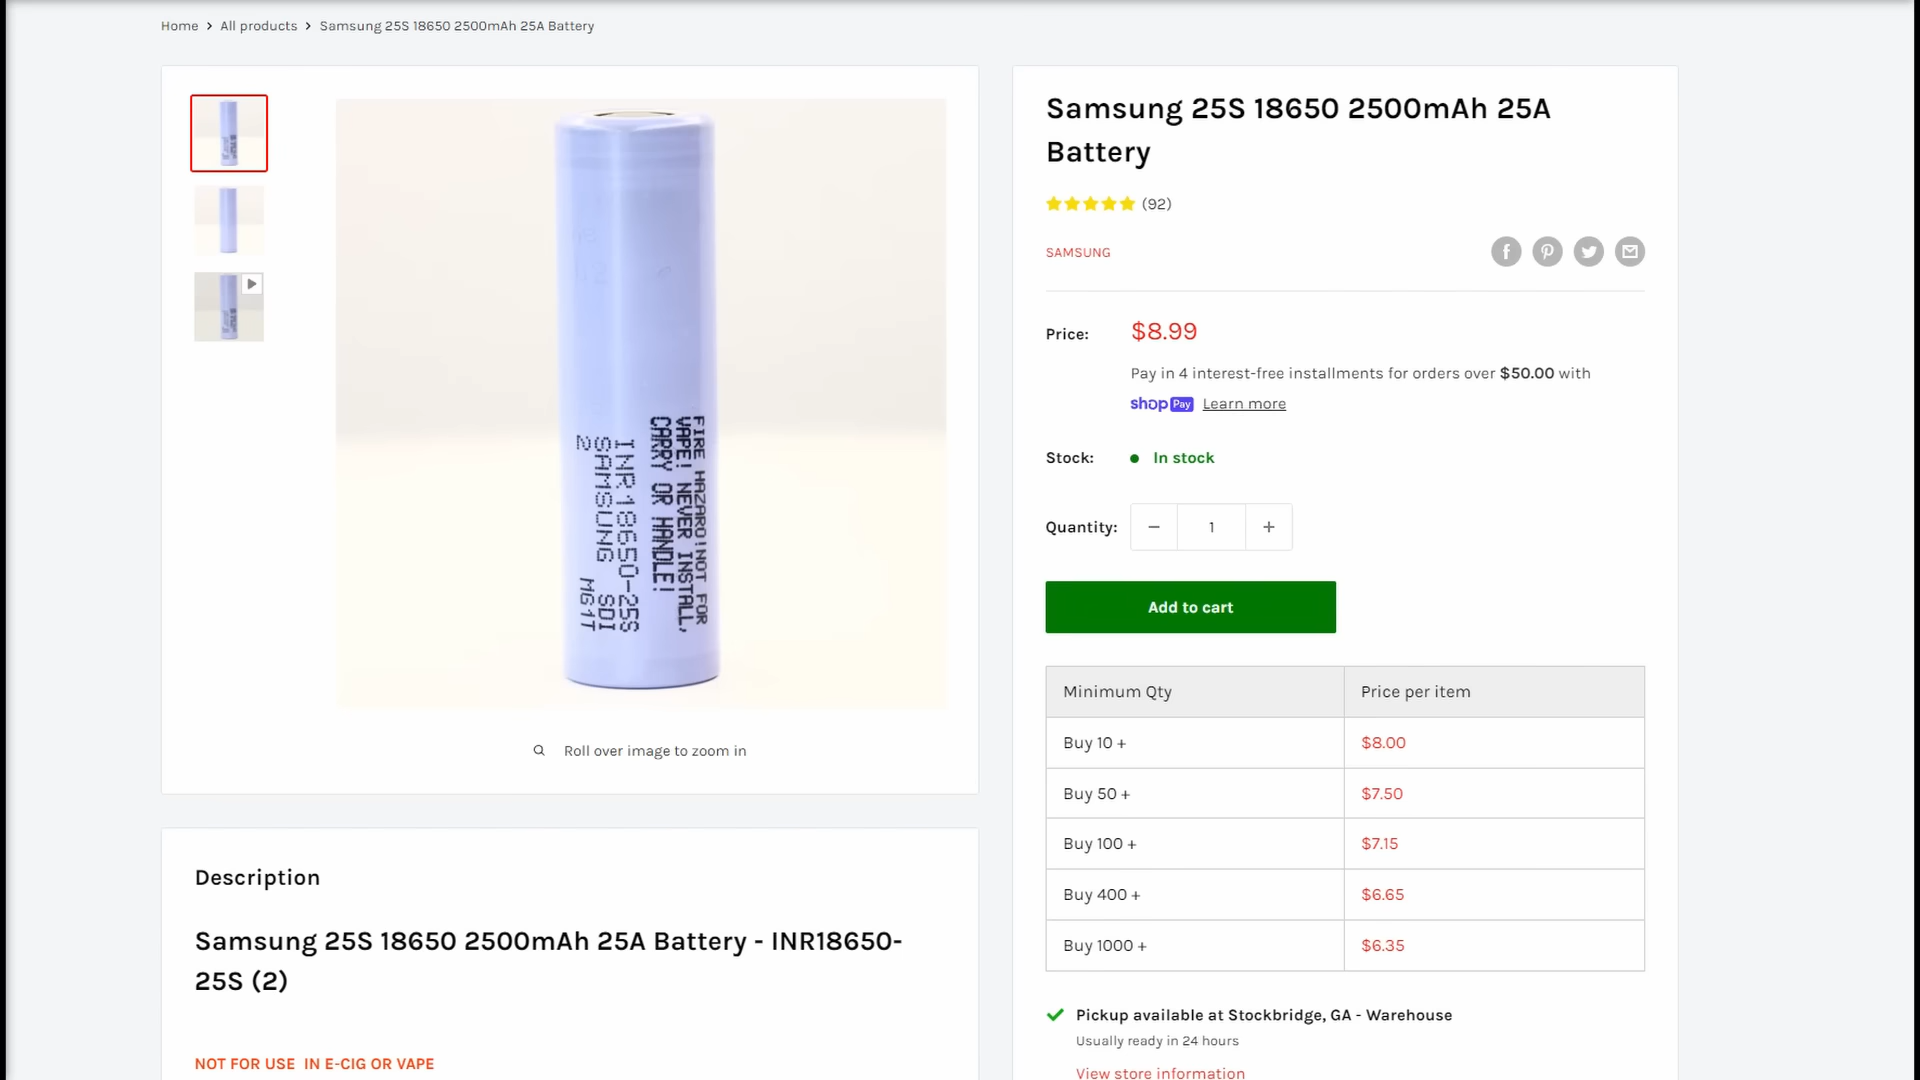 Home > All products > Samsung 25S 18650 2500mAh 25A Battery
FIRE HAZARD!NOT FOR
VAPE! NEVER INSTALL,
CARRY OR HANDLE!
INR18650-25S
SAMSUNG SDI
2 MG1T
Roll over image to zoom in
Description
Samsung 25S 18650 2500mAh 25A Battery - INR18650-
25S (2)
NOT FOR USE IN E-CIG OR VAPE
Samsung 25S 18650 2500mAh 25A
Battery
(92)
SAMSUNG
Price: $8.99
Pay in 4 interest-free installments for orders over $50.00 with
shop Pay Learn more
Stock: In stock
Quantity: − 1 +
Add to cart
Minimum Qty Price per item
Buy 10 + $8.00
Buy 50 + $7.50
Buy 100 + $7.15
Buy 400 + $6.65
Buy 1000 + $6.35
Pickup available at Stockbridge, GA - Warehouse
Usually ready in 24 hours
View store information